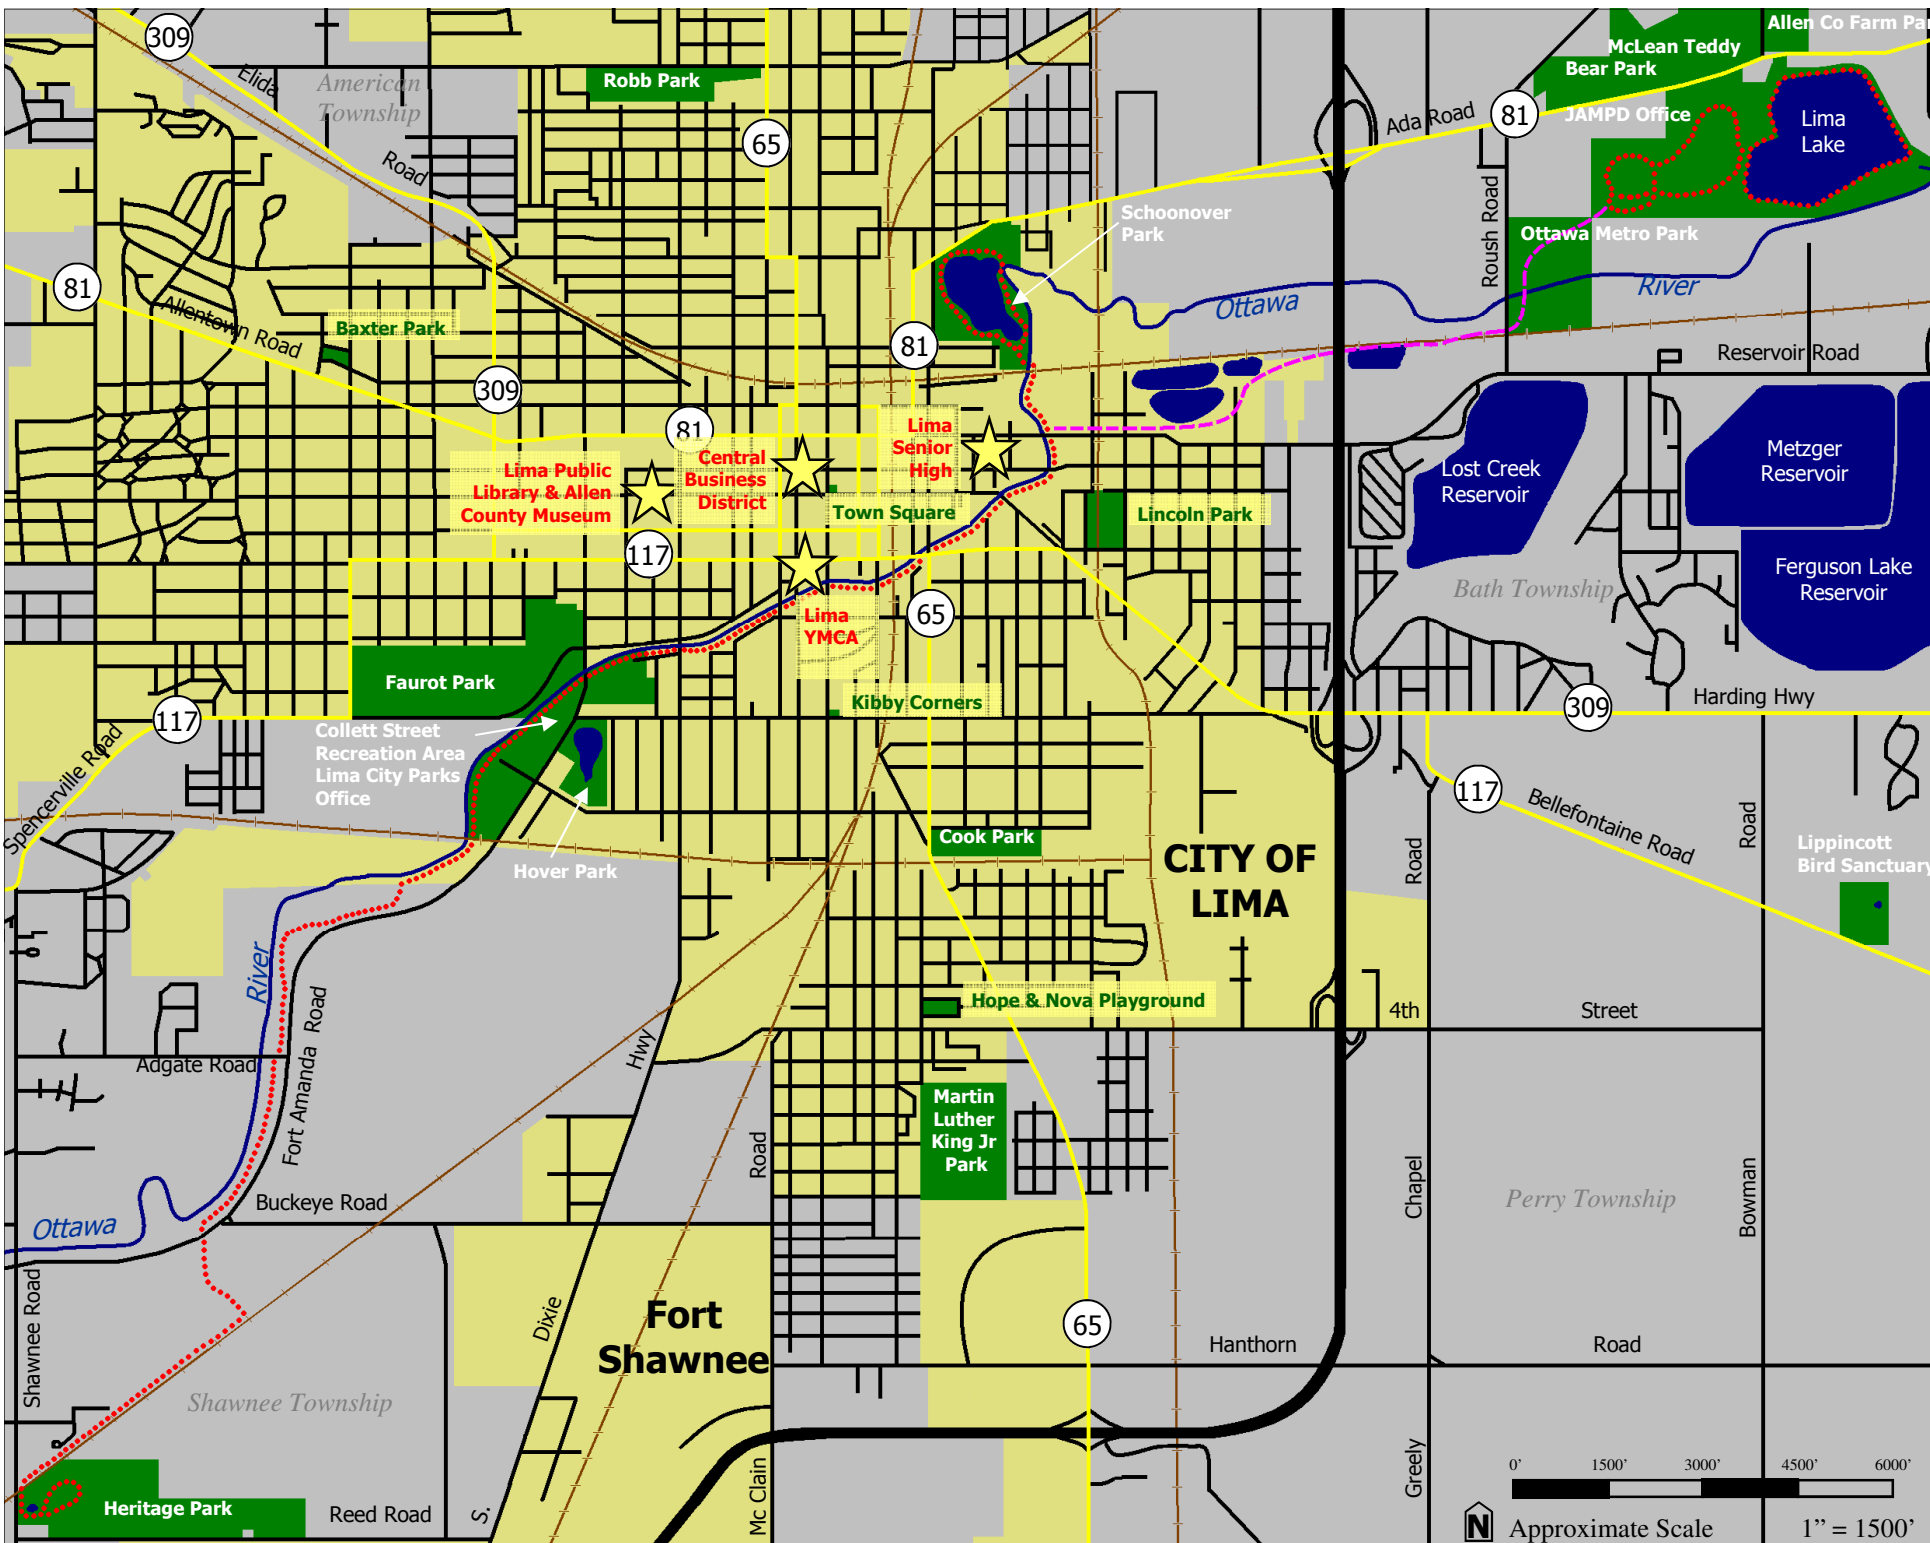 309
Elida
Road
American
Township
Robb Park
65
Allen Co Farm Par
McLean Teddy
Bear Park
81
Ada Road
JAMPD Office
Lima
Lake
Schoonover
Park
Roush Road
Ottawa Metro Park
81
Allentown Road
Baxter Park
309
81
Ottawa
River
Reservoir Road
81
Lima Public
Library & Allen
County Museum
Central
Business
District
Lima
Senior
High
Town Square
Lincoln Park
Lost Creek
Reservoir
Metzger
Reservoir
Ferguson Lake
Reservoir
117
Lima
YMCA
65
Bath Township
Faurot Park
Kibby Corners
Harding Hwy
309
117
Spencerville Road
Collett Street
Recreation Area
Lima City Parks
Office
Hover Park
Cook Park
CITY OF
LIMA
117
Bellefontaine Road
Road
Road
Lippincott
Bird Sanctuary
River
Fort Amanda Road
Adgate Road
Hwy
Hope & Nova Playground
4th
Street
Martin
Luther
King Jr
Park
Road
Chapel
Perry Township
Bowman
Ottawa
Buckeye Road
Shawnee Road
Dixie
Fort
Shawnee
65
Hanthorn
Road
Shawnee Township
Heritage Park
Reed Road
S.
Mc Clain
Greely
0'
1500'
3000'
4500'
6000'
N
Approximate Scale
1” = 1500’